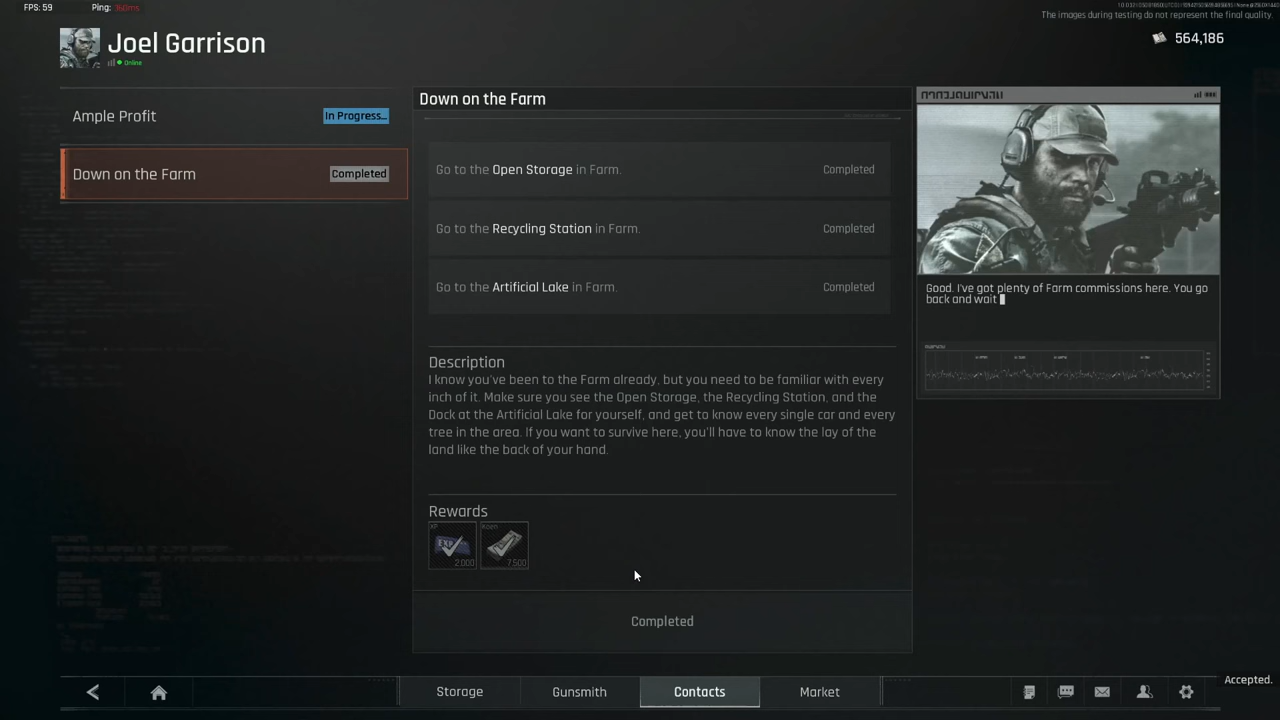 FPS: 59
Ping:
The images during testing do not represent the final quality.
Joel Garrison
Online
564,186
Ample Profit
In Progress...
Down on the Farm
Completed
Down on the Farm
Go to the Open Storage in Farm.
Completed
Go to the Recycling Station in Farm.
Completed
Go to the Artificial Lake in Farm.
Completed
Description
I know you've been to the Farm already, but you need to be familiar with every
inch of it. Make sure you see the Open Storage, the Recycling Station, and the
Dock at the Artificial Lake for yourself, and get to know every single car and every
tree in the area. If you want to survive here, you'll have to know the lay of the
land like the back of your hand.
Rewards
XP
EXP
2,000
Koen
7,500
Completed
Good. I've got plenty of Farm commissions here. You go
back and wait
Storage
Gunsmith
Contacts
Market
Accepted.